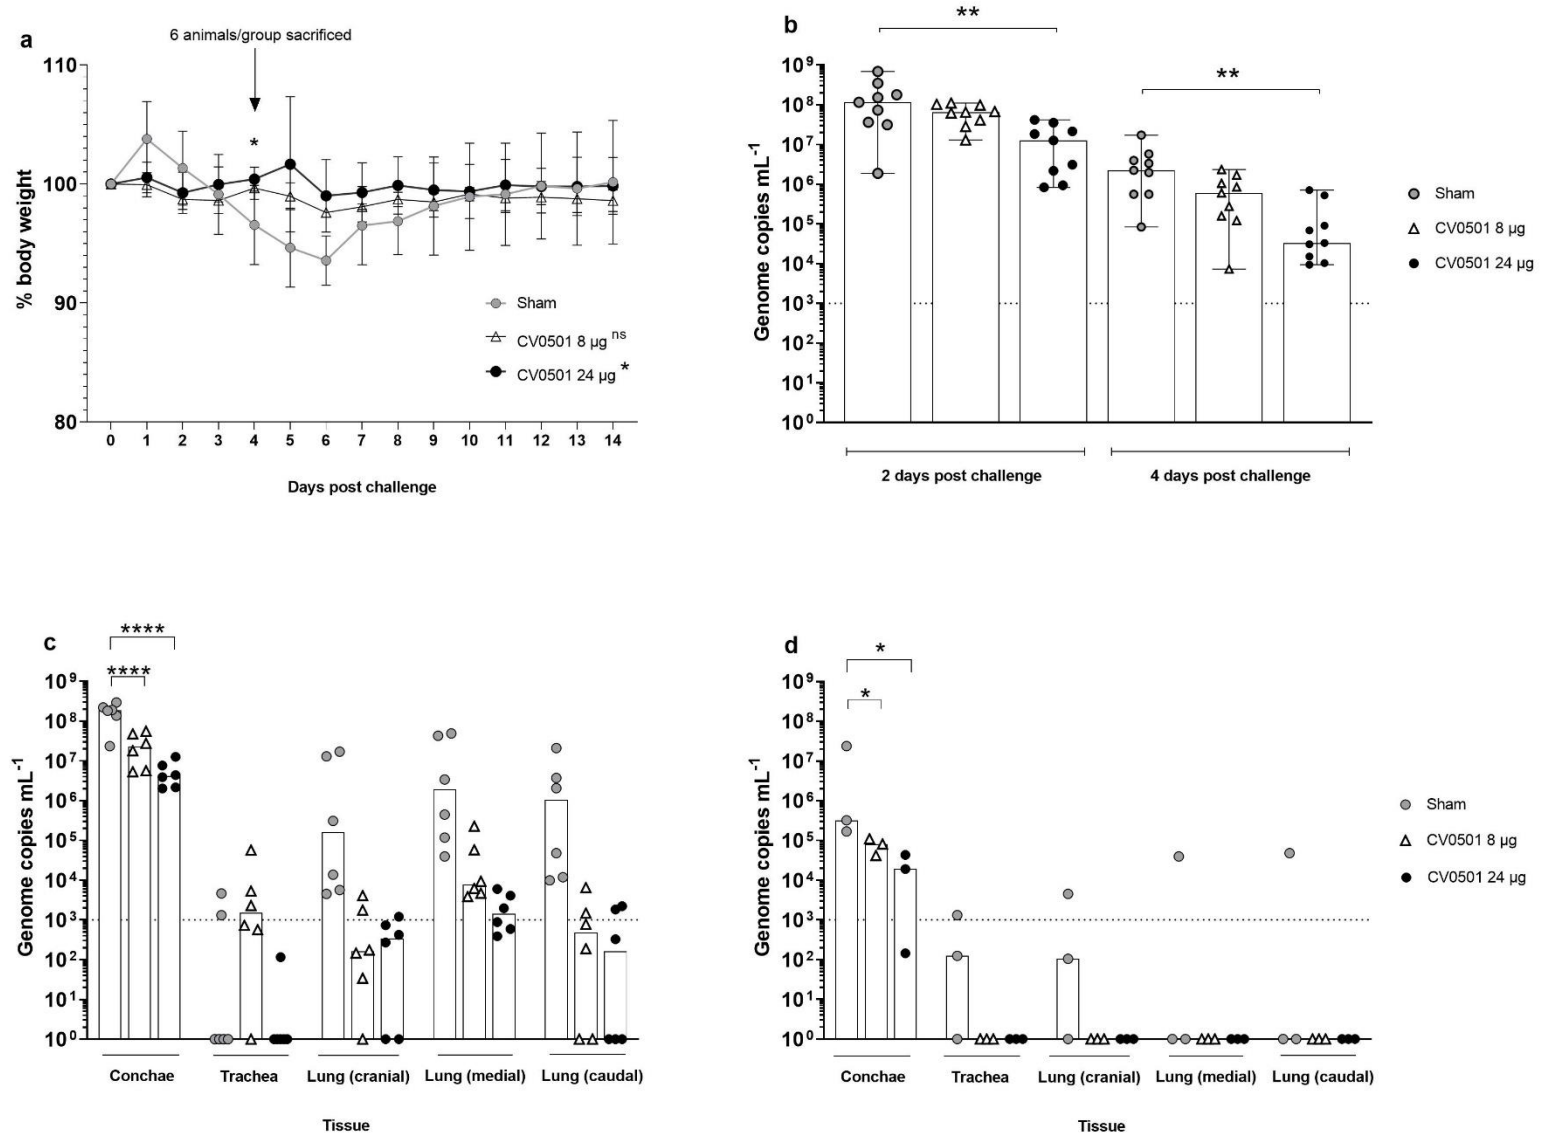 a
6 animals/group sacrificed
*
% body weight
110
100
90
80
0 1 2 3 4 5 6 7 8 9 10 11 12 13 14
Days post challenge
Sham
CV0501 8 µg ns
CV0501 24 µg *
b
**
**
Genome copies mL⁻¹
10⁹
10⁸
10⁷
10⁶
10⁵
10⁴
10³
10²
10¹
10⁰
2 days post challenge 4 days post challenge
Sham
CV0501 8 µg
CV0501 24 µg
c
****
****
Genome copies mL⁻¹
10⁹
10⁸
10⁷
10⁶
10⁵
10⁴
10³
10²
10¹
10⁰
Conchae Trachea Lung (cranial) Lung (medial) Lung (caudal)
Tissue
d
*
*
Genome copies mL⁻¹
10⁹
10⁸
10⁷
10⁶
10⁵
10⁴
10³
10²
10¹
10⁰
Conchae Trachea Lung (cranial) Lung (medial) Lung (caudal)
Tissue
Sham
CV0501 8 µg
CV0501 24 µg